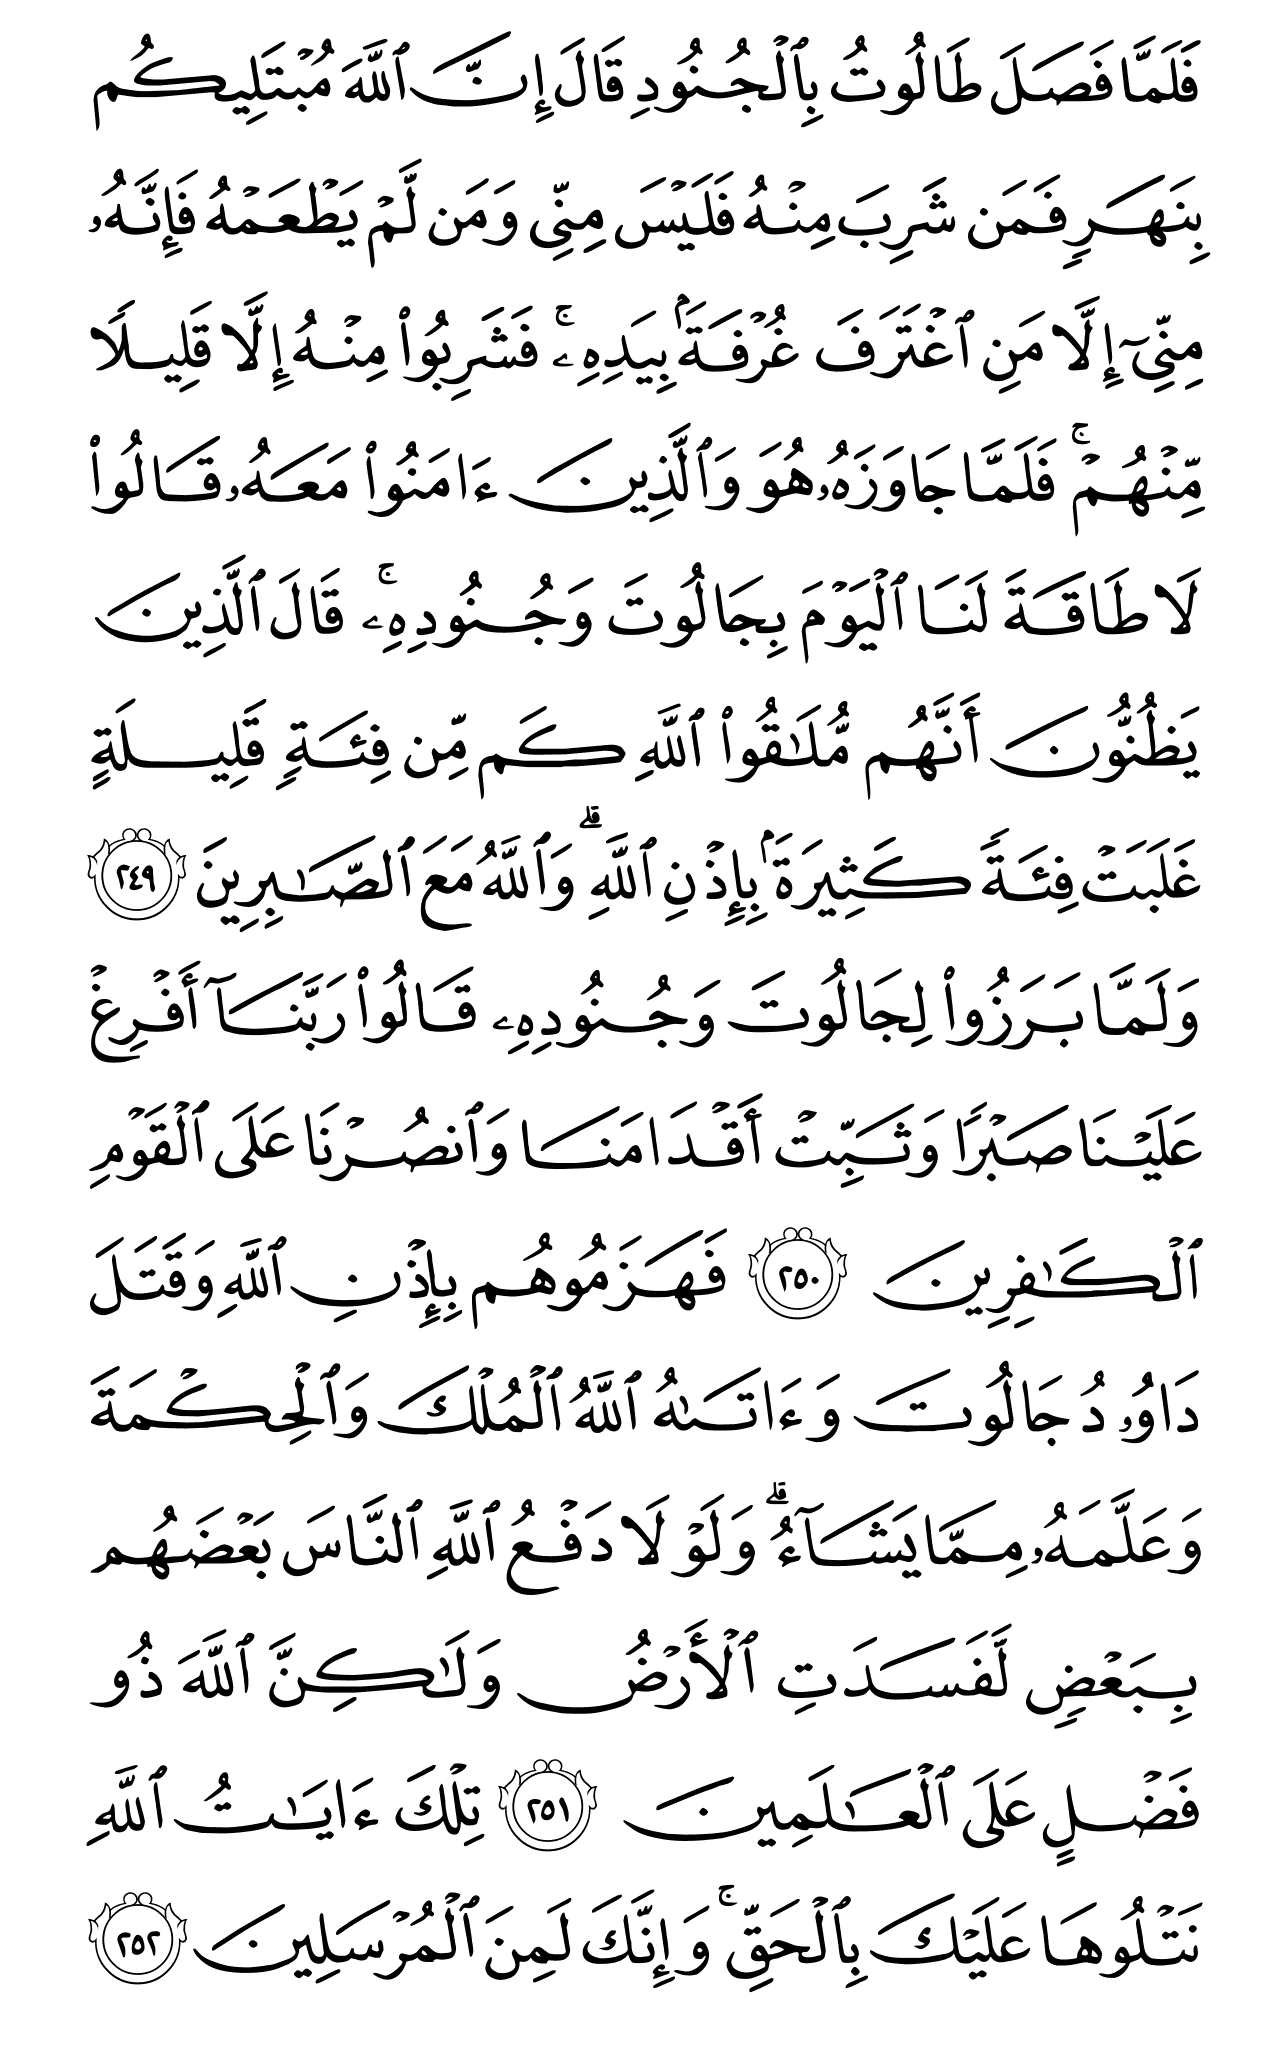 فَلَمَّا فَصَلَ طَالُوتُ بِٱلْجُنُودِ قَالَ إِنَّ ٱللَّهَ مُبْتَلِيكُم
بِنَهَرٍ فَمَن شَرِبَ مِنْهُ فَلَيْسَ مِنِّى وَمَن لَّمْ يَطْعَمْهُ فَإِنَّهُۥ
مِنِّىٓ إِلَّا مَنِ ٱغْتَرَفَ غُرْفَةَۢ بِيَدِهِۦ ۚ فَشَرِبُوا۟ مِنْهُ إِلَّا قَلِيلًا
مِّنْهُمْ ۚ فَلَمَّا جَاوَزَهُۥ هُوَ وَٱلَّذِينَ ءَامَنُوا۟ مَعَهُۥ قَالُوا۟
لَا طَاقَةَ لَنَا ٱلْيَوْمَ بِجَالُوتَ وَجُنُودِهِۦ ۚ قَالَ ٱلَّذِينَ
يَظُنُّونَ أَنَّهُم مُّلَـٰقُوا۟ ٱللَّهِ كَم مِّن فِئَةٍ قَلِيلَةٍ
غَلَبَتْ فِئَةً كَثِيرَةَۢ بِإِذْنِ ٱللَّهِ ۗ وَٱللَّهُ مَعَ ٱلصَّـٰبِرِينَ ٢٤٩
وَلَمَّا بَرَزُوا۟ لِجَالُوتَ وَجُنُودِهِۦ قَالُوا۟ رَبَّنَآ أَفْرِغْ
عَلَيْنَا صَبْرًا وَثَبِّتْ أَقْدَامَنَا وَٱنصُرْنَا عَلَى ٱلْقَوْمِ
ٱلْكَـٰفِرِينَ ٢٥٠ فَهَزَمُوهُم بِإِذْنِ ٱللَّهِ وَقَتَلَ
دَاوُۥدُ جَالُوتَ وَءَاتَىٰهُ ٱللَّهُ ٱلْمُلْكَ وَٱلْحِكْمَةَ
وَعَلَّمَهُۥ مِمَّا يَشَآءُ ۗ وَلَوْلَا دَفْعُ ٱللَّهِ ٱلنَّاسَ بَعْضَهُم
بِبَعْضٍ لَّفَسَدَتِ ٱلْأَرْضُ وَلَـٰكِنَّ ٱللَّهَ ذُو
فَضْلٍ عَلَى ٱلْعَـٰلَمِينَ ٢٥١ تِلْكَ ءَايَـٰتُ ٱللَّهِ
نَتْلُوهَا عَلَيْكَ بِٱلْحَقِّ ۚ وَإِنَّكَ لَمِنَ ٱلْمُرْسَلِينَ ٢٥٢